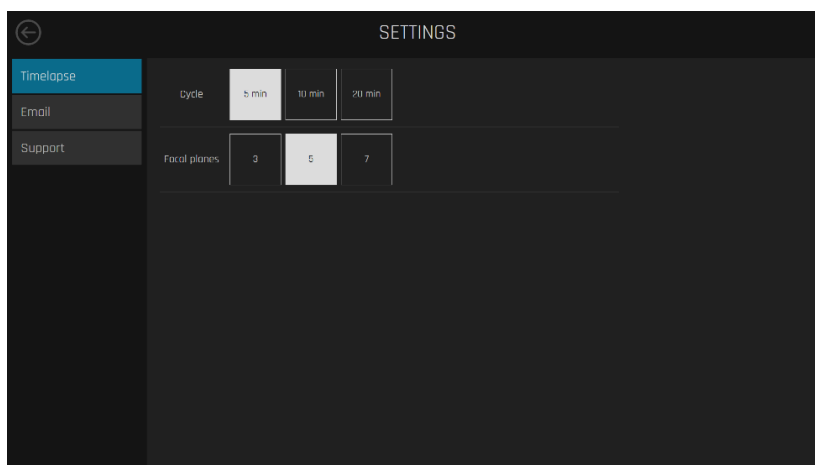 SETTINGS
Timelapse
Email
Support
Cycle 5 min 10 min 20 min
Focal planes 3 5 7